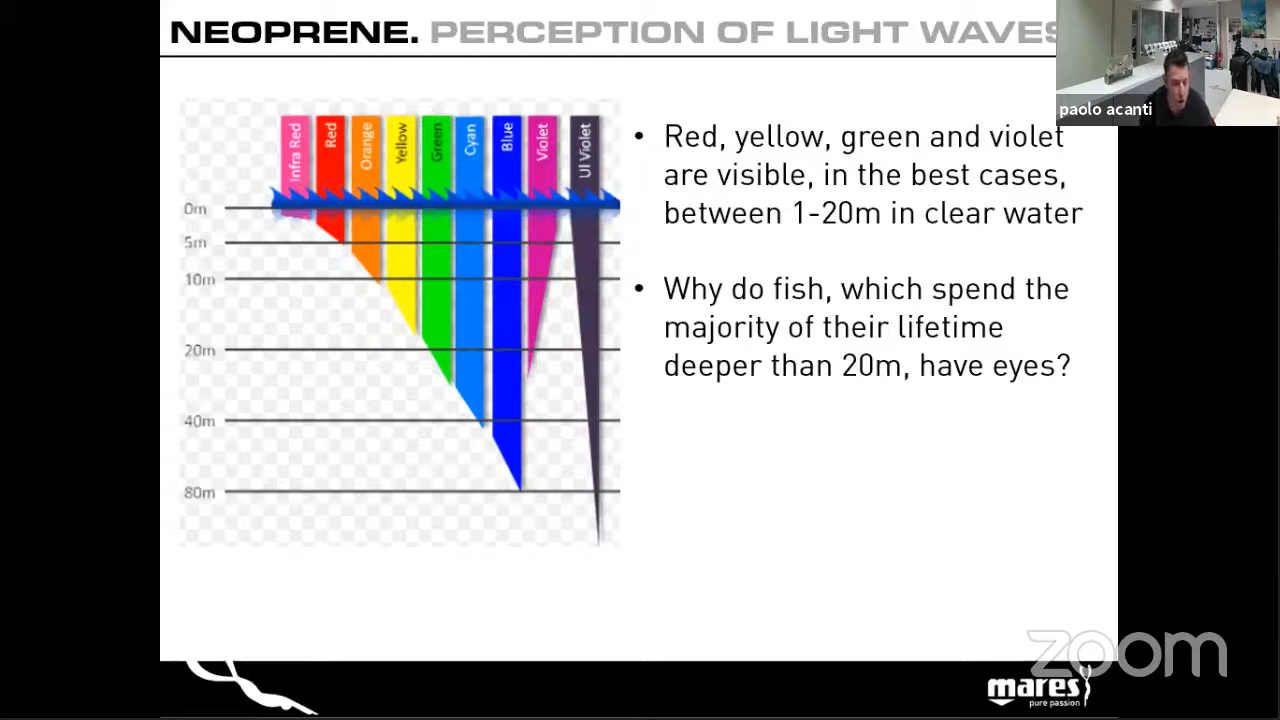 NEOPRENE. PERCEPTION OF LIGHT WAVES
paolo acanti
Infra Red
Red
Orange
Yellow
Green
Cyan
Blue
Violet
Ul Violet
0m
5m
10m
20m
40m
80m
• Red, yellow, green and violet
are visible, in the best cases,
between 1-20m in clear water
• Why do fish, which spend the
majority of their lifetime
deeper than 20m, have eyes?
zoom
mares
pure passion